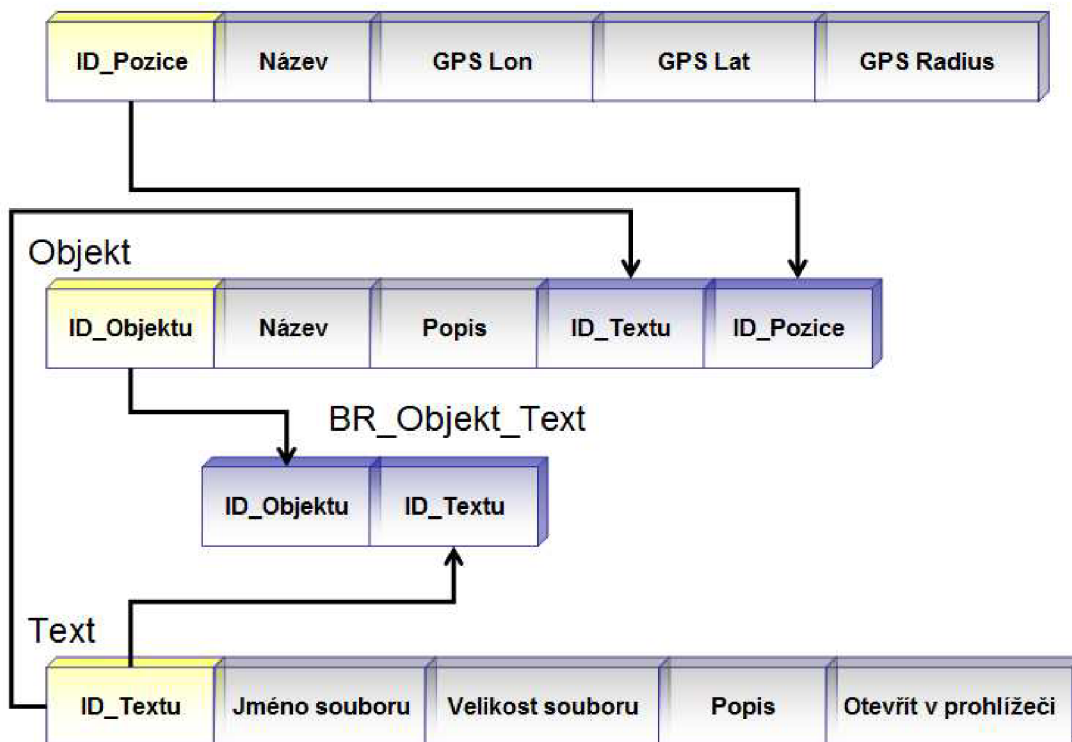 ID_Pozice Název GPS Lon GPS Lat GPS Radius
Objekt
ID_Objektu Název Popis ID_Textu ID_Pozice
BR_Objekt_Text
ID_Objektu ID_Textu
Text
ID_Textu Jméno souboru Velikost souboru Popis Otevřít v prohlížeči